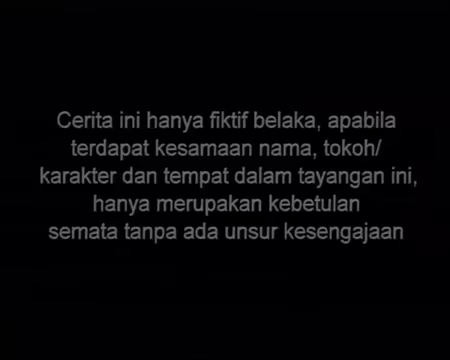 Cerita ini hanya fiktif belaka, apabila
terdapat kesamaan nama, tokoh/
karakter dan tempat dalam tayangan ini,
hanya merupakan kebetulan
semata tanpa ada unsur kesengajaan